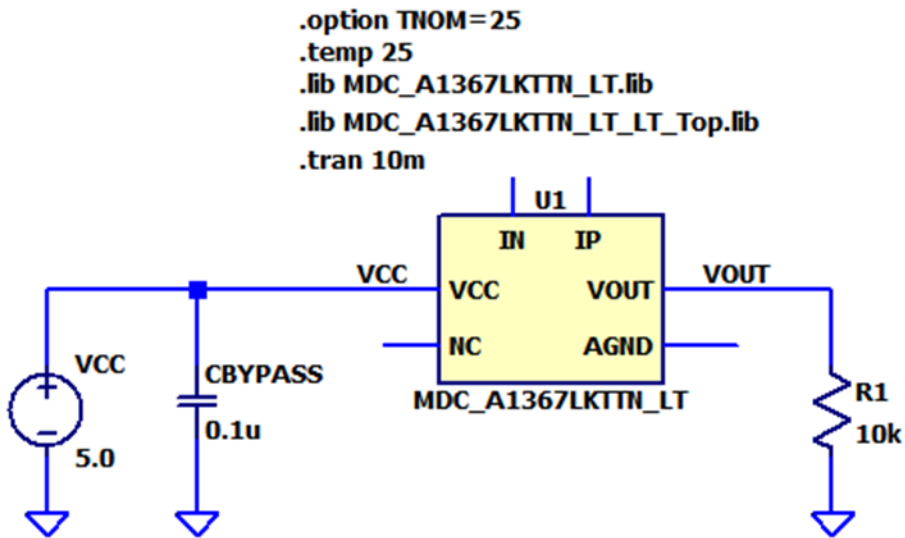 .option TNOM=25
.temp 25
.lib MDC_A1367LKTTN_LT.lib
.lib MDC_A1367LKTTN_LT_LT_Top.lib
.tran 10m
U1
IN IP
VCC VCC VOUT VOUT
NC AGND
MDC_A1367LKTTN_LT
VCC
5.0
CBYPASS
0.1u
R1
10k